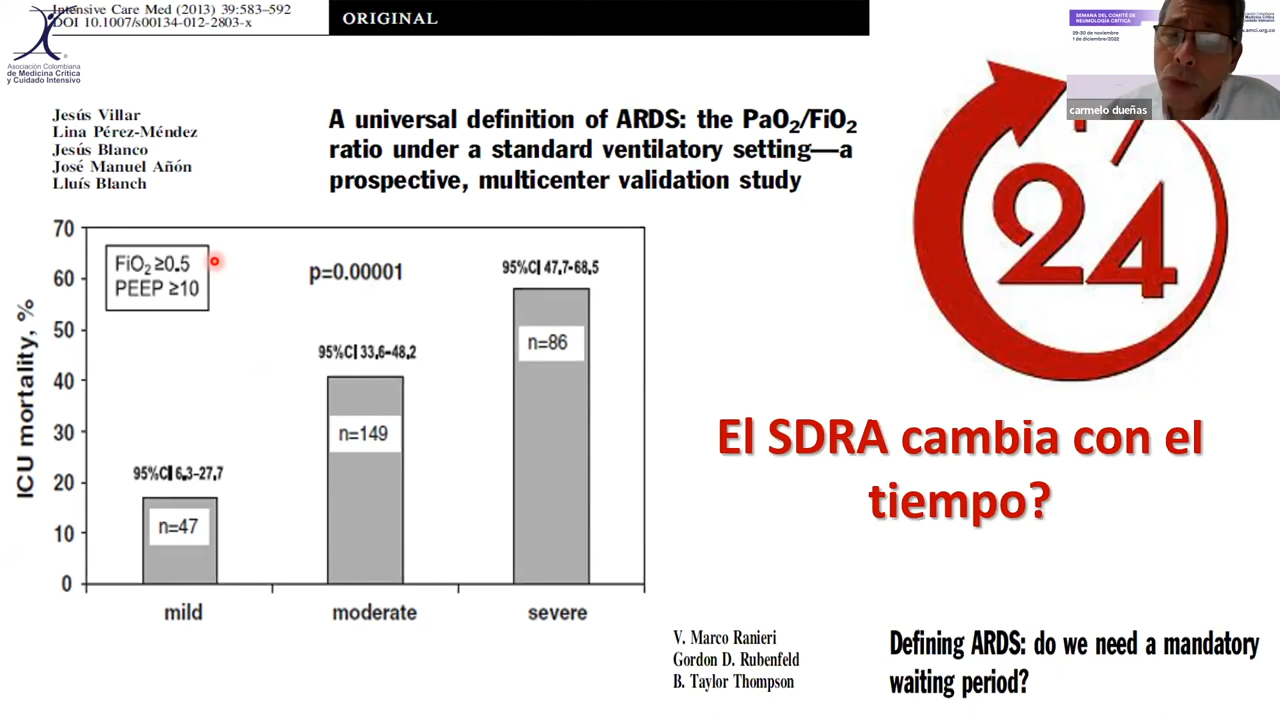 Intensive Care Med (2013) 39:583–592
DOI 10.1007/s00134-012-2803-x
ORIGINAL
Asociación Colombiana
de Medicina Crítica
y Cuidado Intensivo
SEMANA DEL COMITÉ DE
NEUMOLOGÍA CRÍTICA
29-30 de noviembre
1 de diciembre/2022
carmelo dueñas
Jesús Villar
Lina Pérez-Méndez
Jesús Blanco
José Manuel Añón
Lluís Blanch
A universal definition of ARDS: the PaO₂/FiO₂
ratio under a standard ventilatory setting—a
prospective, multicenter validation study
24
ICU mortality, %
70
60
50
40
30
20
10
0
FiO₂ ≥0.5
PEEP ≥10
p=0.00001
95%CI 47,7-68,5
n=86
95%CI 33,6–48,2
n=149
95%CI 6,3–27,7
n=47
mild
moderate
severe
El SDRA cambia con el
tiempo?
V. Marco Ranieri
Gordon D. Rubenfeld
B. Taylor Thompson
Defining ARDS: do we need a mandatory
waiting period?